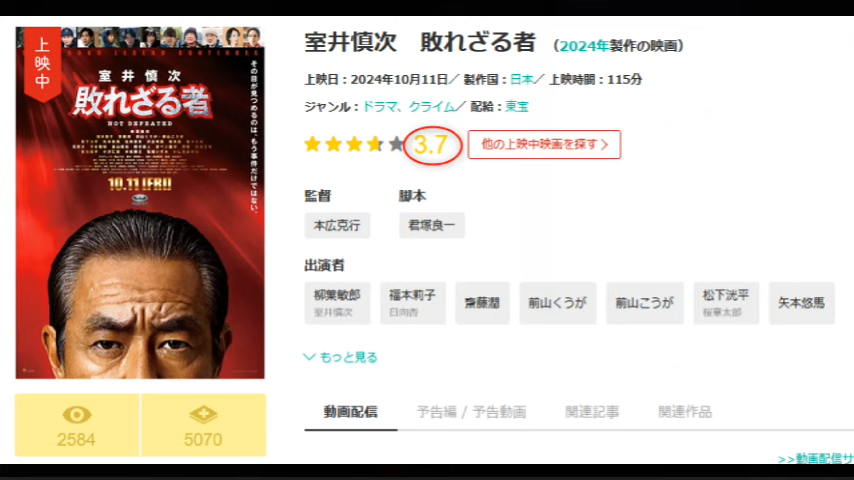 上映中
室井慎次
敗れざる者
NOT DEFEATED
その目が見つめるのは、もう事件だけではない。
10.11[FRI]
2584
5070
室井慎次 敗れざる者 (2024年製作の映画)
上映日：2024年10月11日／ 製作国：日本／ 上映時間：115分
ジャンル：ドラマ、クライム／ 配給：東宝
3.7
他の上映中映画を探す
監督
脚本
本広克行
君塚良一
出演者
柳葉敏郎
室井慎次
福本莉子
日向杏
齋藤潤
前山くうが
前山こうが
松下洸平
桜章太郎
矢本悠馬
もっと見る
動画配信
予告編 / 予告動画
関連記事
関連作品
>>動画配信サ